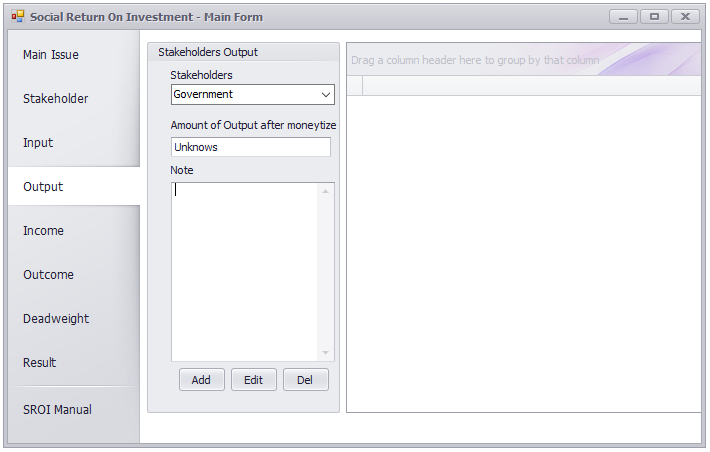 Social Return On Investment - Main Form
Main Issue
Stakeholder
Input
Output
Income
Outcome
Deadweight
Result
SROI Manual
Stakeholders Output
Stakeholders
Government
Amount of Output after moneytize
Unknows
Note
Add Edit Del
Drag a column header here to group by that column